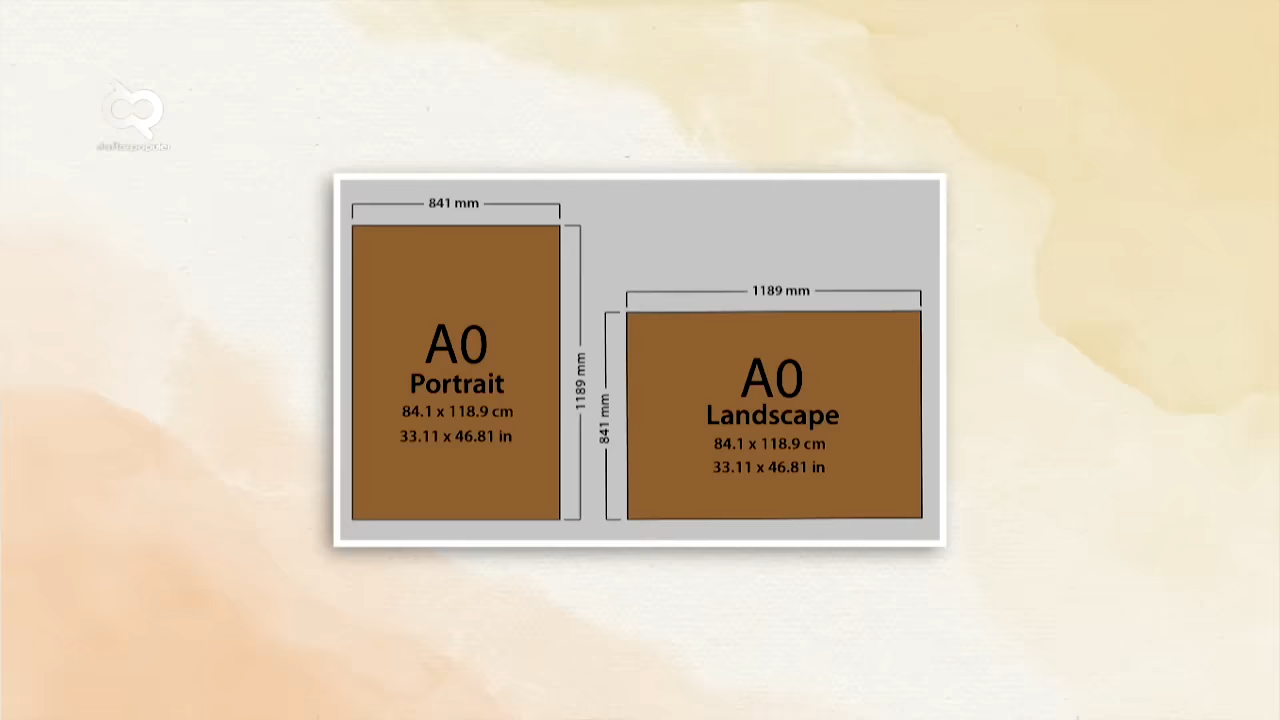 841 mm
A0
Portrait
84.1 x 118.9 cm
33.11 x 46.81 in
1189 mm
1189 mm
841 mm
A0
Landscape
84.1 x 118.9 cm
33.11 x 46.81 in